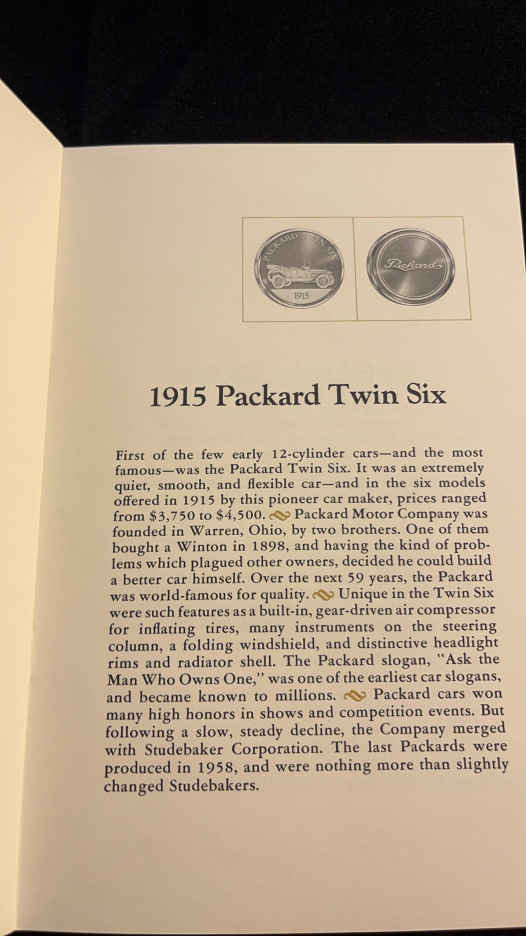 PACKARD TWIN SIX
1915
Packard
1915 Packard Twin Six
First of the few early 12-cylinder cars—and the most
famous—was the Packard Twin Six. It was an extremely
quiet, smooth, and flexible car—and in the six models
offered in 1915 by this pioneer car maker, prices ranged
from $3,750 to $4,500. Packard Motor Company was
founded in Warren, Ohio, by two brothers. One of them
bought a Winton in 1898, and having the kind of prob-
lems which plagued other owners, decided he could build
a better car himself. Over the next 59 years, the Packard
was world-famous for quality. Unique in the Twin Six
were such features as a built-in, gear-driven air compressor
for inflating tires, many instruments on the steering
column, a folding windshield, and distinctive headlight
rims and radiator shell. The Packard slogan, "Ask the
Man Who Owns One," was one of the earliest car slogans,
and became known to millions. Packard cars won
many high honors in shows and competition events. But
following a slow, steady decline, the Company merged
with Studebaker Corporation. The last Packards were
produced in 1958, and were nothing more than slightly
changed Studebakers.